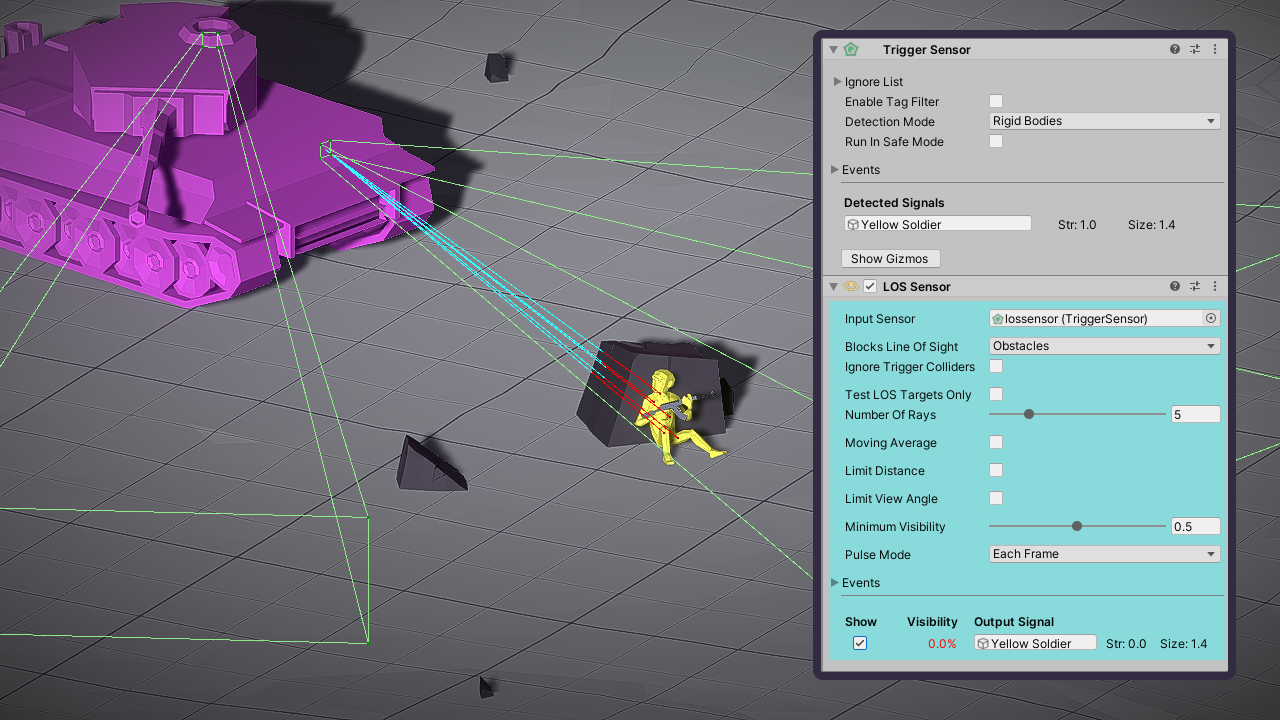 Trigger Sensor
Ignore List
Enable Tag Filter
Detection Mode Rigid Bodies
Run In Safe Mode
Events
Detected Signals
Yellow Soldier Str: 1.0 Size: 1.4
Show Gizmos
LOS Sensor
Input Sensor lossensor (TriggerSensor)
Blocks Line Of Sight Obstacles
Ignore Trigger Colliders
Test LOS Targets Only
Number Of Rays 5
Moving Average
Limit Distance
Limit View Angle
Minimum Visibility 0.5
Pulse Mode Each Frame
Events
Show Visibility Output Signal
0.0% Yellow Soldier Str: 0.0 Size: 1.4